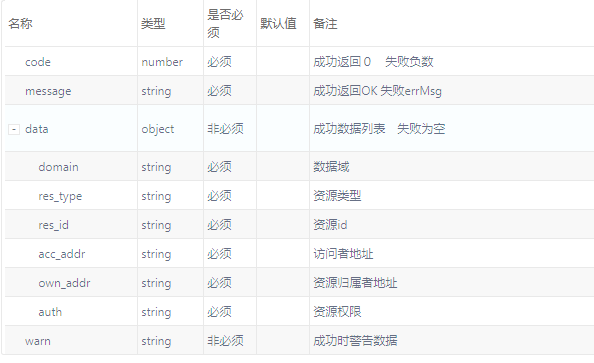 名称 类型 是否必须 默认值 备注
code number 必须 成功返回 0 失败负数
message string 必须 成功返回OK 失败errMsg
- data object 非必须 成功数据列表 失败为空
domain string 必须 数据域
res_type string 必须 资源类型
res_id string 必须 资源id
acc_addr string 必须 访问者地址
own_addr string 必须 资源归属者地址
auth string 必须 资源权限
warn string 非必须 成功时警告数据